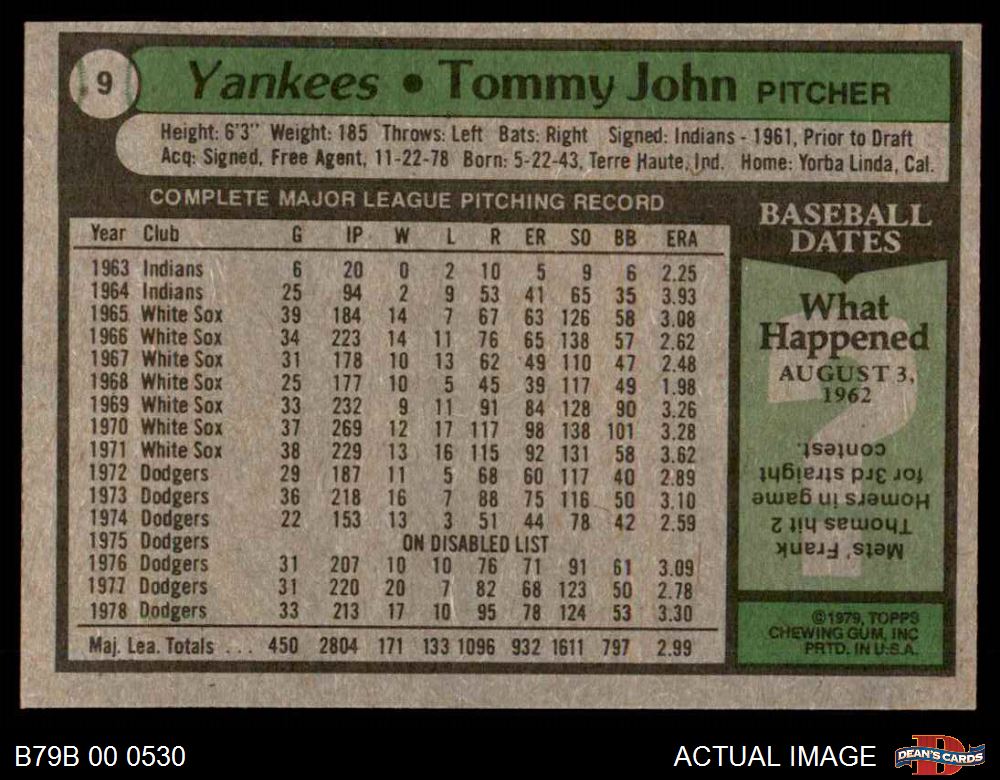 9
Yankees • Tommy John PITCHER
Height: 6'3" Weight: 185 Throws: Left Bats: Right Signed: Indians - 1961, Prior to Draft
Acq: Signed, Free Agent, 11-22-78 Born: 5-22-43, Terre Haute, Ind. Home: Yorba Linda, Cal.
COMPLETE MAJOR LEAGUE PITCHING RECORD
Year Club G IP W L R ER SO BB ERA
1963 Indians 6 20 0 2 10 5 9 6 2.25
1964 Indians 25 94 2 9 53 41 65 35 3.93
1965 White Sox 39 184 14 7 67 63 126 58 3.08
1966 White Sox 34 223 14 11 76 65 138 57 2.62
1967 White Sox 31 178 10 13 62 49 110 47 2.48
1968 White Sox 25 177 10 5 45 39 117 49 1.98
1969 White Sox 33 232 9 11 91 84 128 90 3.26
1970 White Sox 37 269 12 17 117 98 138 101 3.28
1971 White Sox 38 229 13 16 115 92 131 58 3.62
1972 Dodgers 29 187 11 5 68 60 117 40 2.89
1973 Dodgers 36 218 16 7 88 75 116 50 3.10
1974 Dodgers 22 153 13 3 51 44 78 42 2.59
1975 Dodgers ON DISABLED LIST
1976 Dodgers 31 207 10 10 76 71 91 61 3.09
1977 Dodgers 31 220 20 7 82 68 123 50 2.78
1978 Dodgers 33 213 17 10 95 78 124 53 3.30
Maj. Lea. Totals . . . 450 2804 171 133 1096 932 1611 797 2.99
BASEBALL
DATES
What
Happened
AUGUST 3,
1962
Mets' Frank
Thomas hit 2
Homers in game
for 3rd straight
contest.
©1979, TOPPS
CHEWING GUM, INC
PRTD. IN U.S.A.
B79B 00 0530
ACTUAL IMAGE
D
DEAN'S CARDS